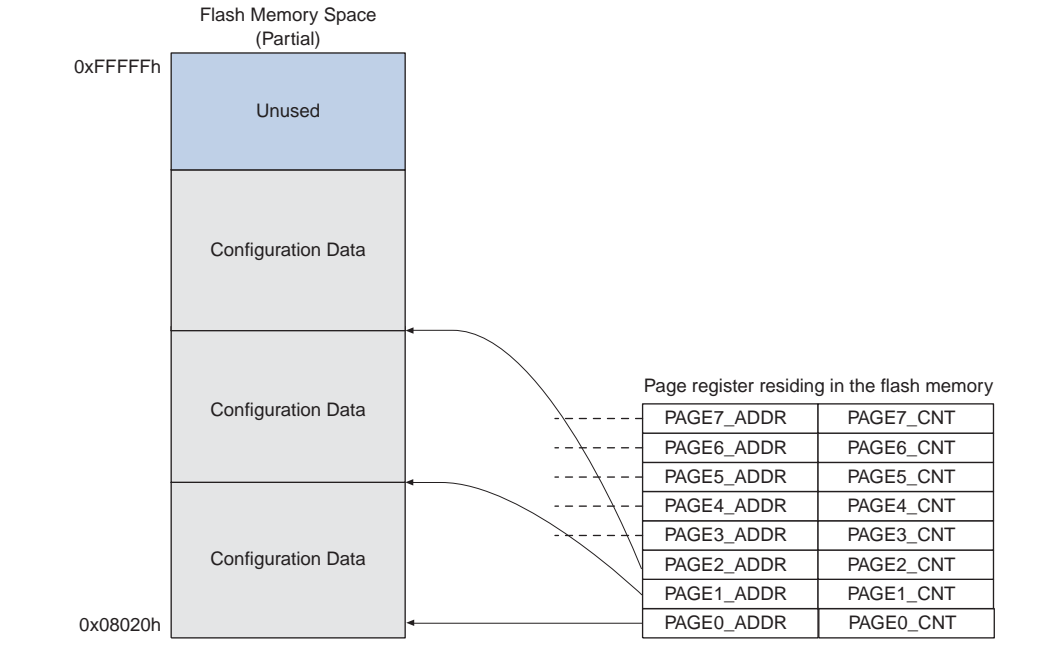 Flash Memory Space
(Partial)
0xFFFFFh
Unused
Configuration Data
Configuration Data
Configuration Data
0x08020h
Page register residing in the flash memory
PAGE7_ADDR PAGE7_CNT
PAGE6_ADDR PAGE6_CNT
PAGE5_ADDR PAGE5_CNT
PAGE4_ADDR PAGE4_CNT
PAGE3_ADDR PAGE3_CNT
PAGE2_ADDR PAGE2_CNT
PAGE1_ADDR PAGE1_CNT
PAGE0_ADDR PAGE0_CNT